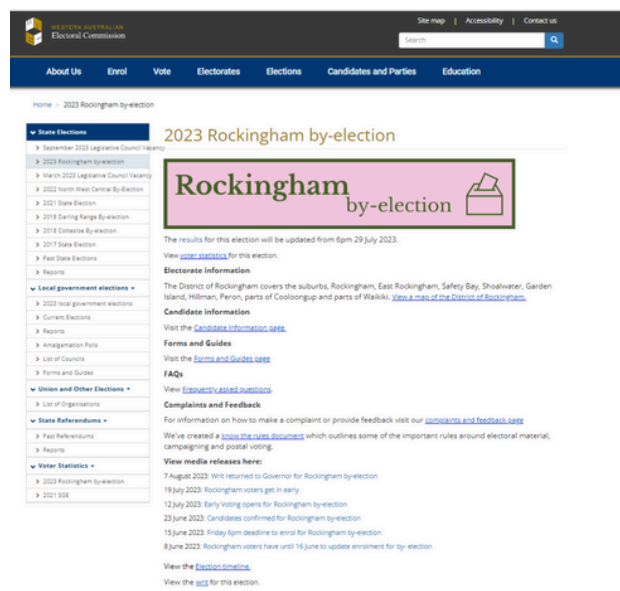 Site map | Accessibility | Contact us
WESTERN AUSTRALIAN
Electoral Commission
Search
About Us Enrol Vote Electorates Elections Candidates and Parties Education
Home > 2023 Rockingham by-election
State Elections
September 2023 Legislative Council Vacancy
2023 Rockingham by-election
March 2023 Legislative Council Vacancy
2022 North West Central By-Election
2021 State Election
2018 Darling Range By-election
2018 Cottesloe By-election
2017 State Election
Past State Elections
Reports
Local government elections
2023 local government elections
Current Elections
Reports
Amalgamation Polls
List of Councils
Forms and Guides
Union and Other Elections
List of Organisations
State Referendums
Past Referendums
Reports
Voter Statistics
2023 Rockingham by-election
2021 SGE
2023 Rockingham by-election
Rockingham
by-election
The results for this election will be updated from 6pm 29 July 2023.
View voter statistics for this election.
Electorate information
The District of Rockingham covers the suburbs, Rockingham, East Rockingham, Safety Bay, Shoalwater, Garden
Island, Hillman, Peron, parts of Cooloongup and parts of Waikiki. View a map of the District of Rockingham.
Candidate information
Visit the Candidate Information page.
Forms and Guides
Visit the Forms and Guides page
FAQs
View Frequently asked questions.
Complaints and Feedback
For information on how to make a complaint or provide feedback visit our complaints and feedback page
We've created a know the rules document which outlines some of the important rules around electoral material,
campaigning and postal voting.
View media releases here:
7 August 2023: Writ returned to Governor for Rockingham by-election
19 July 2023: Rockingham voters get in early
12 July 2023: Early Voting opens for Rockingham by-election
23 June 2023: Candidates confirmed for Rockingham by-election
15 June 2023: Friday 6pm deadline to enrol for Rockingham by-election
8 June 2023: Rockingham voters have until 16 June to update enrolment for by- election
View the Election timeline.
View the writ for this election.